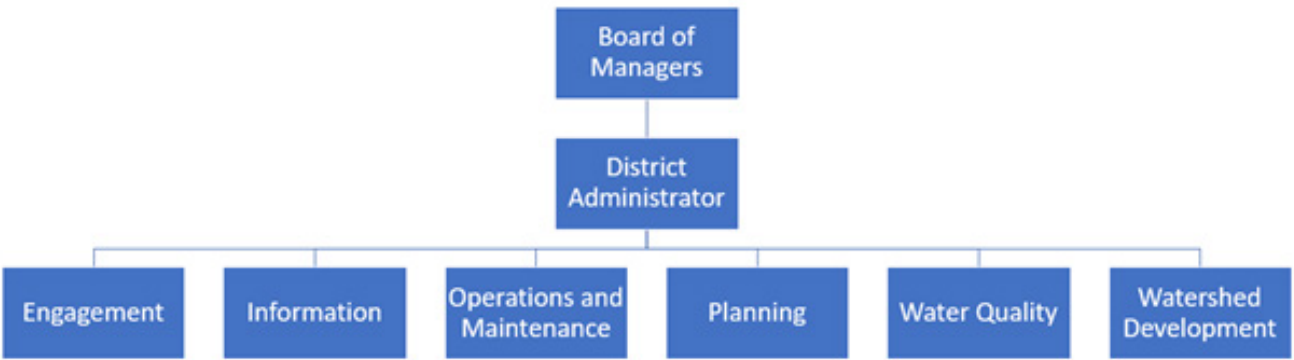 Board of
Managers
District
Administrator
Engagement
Information
Operations and
Maintenance
Planning
Water Quality
Watershed
Development